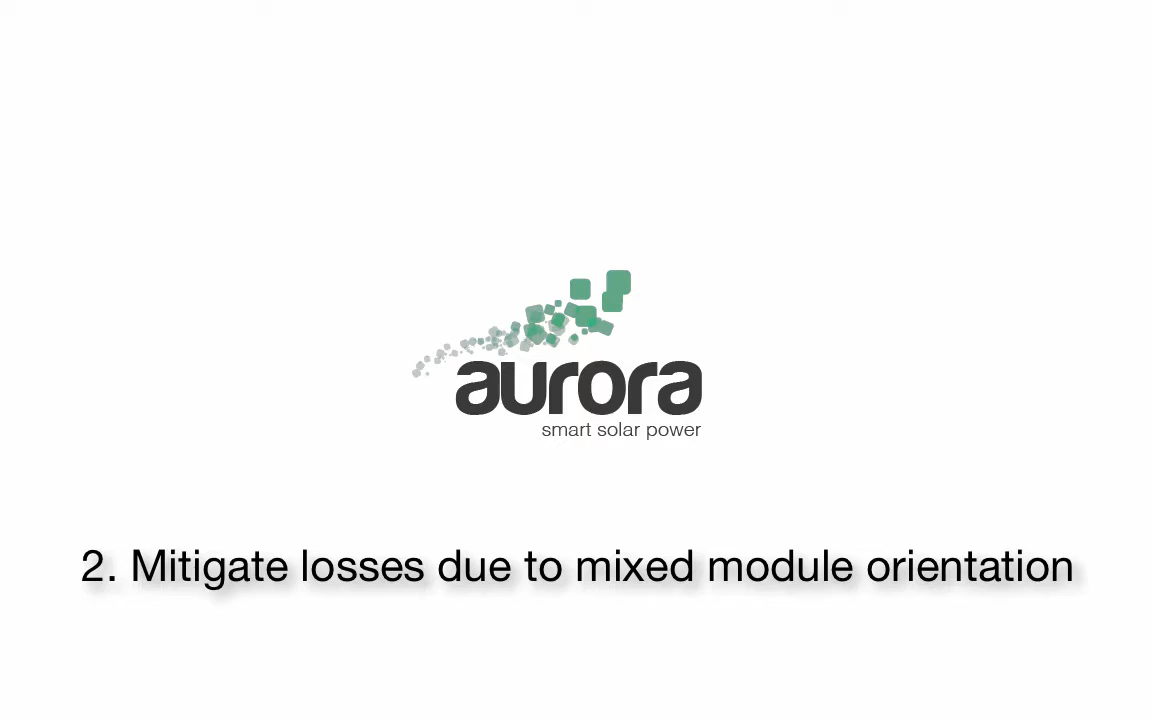 aurora
smart solar power
2. Mitigate losses due to mixed module orientation